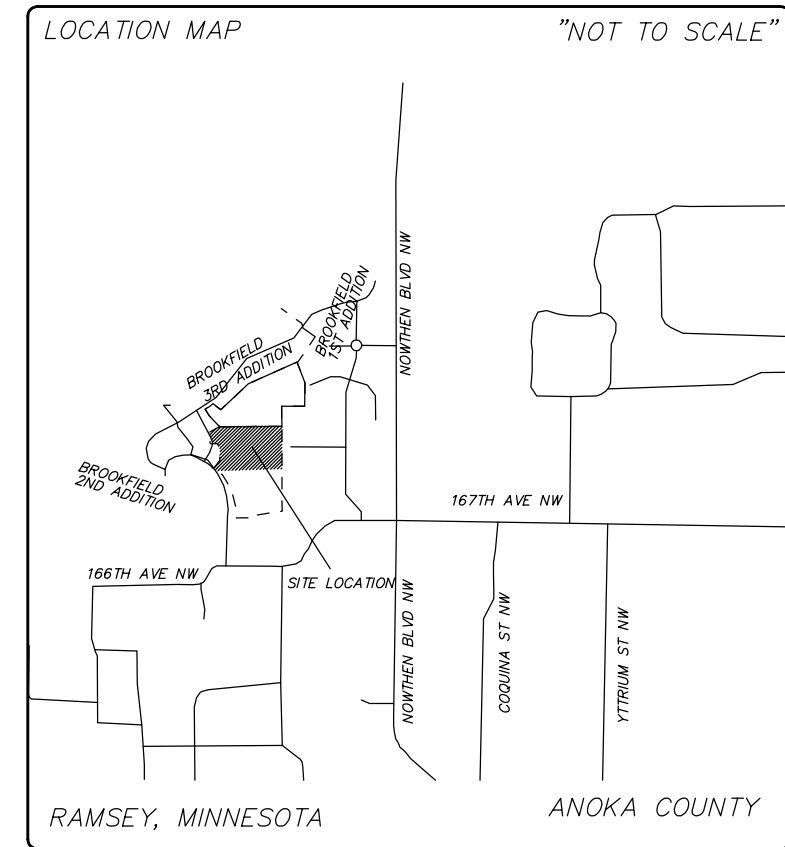 LOCATION MAP
"NOT TO SCALE"
NOWTHEN BLVD NW
BROOKFIELD
1ST ADDITION
BROOKFIELD
3RD ADDITION
BROOKFIELD
2ND ADDITION
167TH AVE NW
166TH AVE NW
SITE LOCATION
NOWTHEN BLVD NW
COQUINA ST NW
YTTRIUM ST NW
RAMSEY, MINNESOTA
ANOKA COUNTY